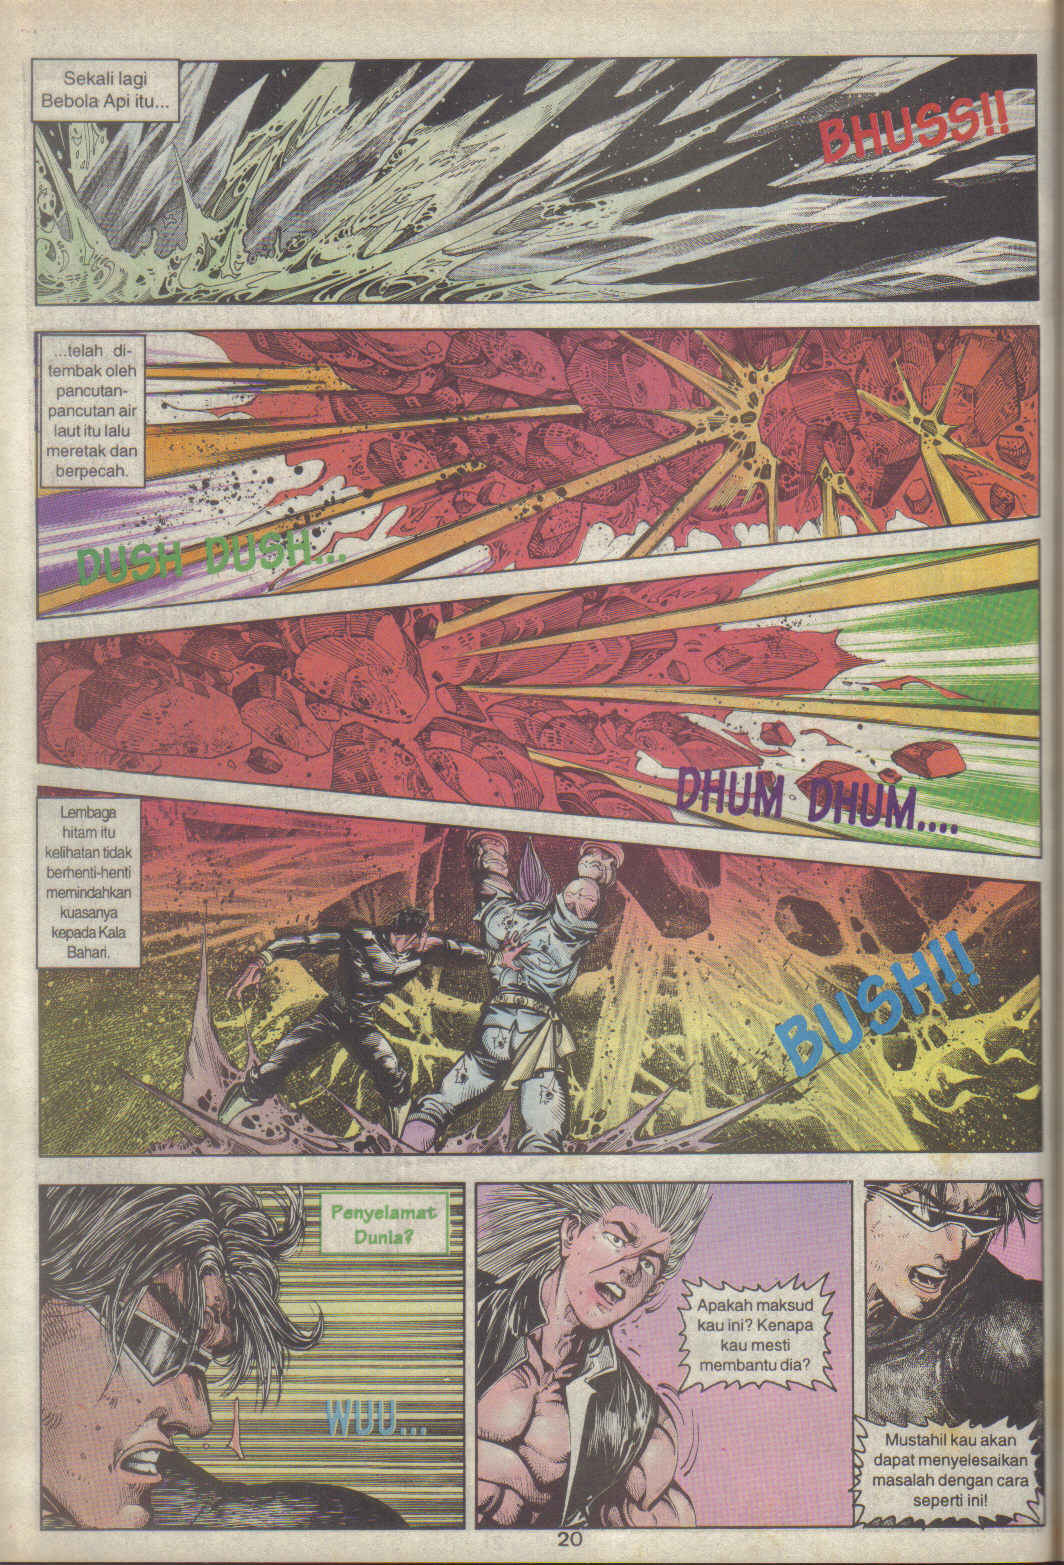 Sekali lagi
Bebola Api itu...
BHUSS!!
...telah di-
tembak oleh
pancutan-
pancutan air
laut itu lalu
meretak dan
berpecah.
DUSH DUSH...
DHUM DHUM....
Lembaga
hitam itu
kelihatan tidak
berhenti-henti
memindahkan
kuasanya
kepada Kala
Bahari.
BUSH!!
Penyelamat
Dunia?
WUU...
Apakah maksud
kau ini? Kenapa
kau mesti
membantu dia?
Mustahil kau akan
dapat menyelesaikan
masalah dengan cara
seperti ini!
20